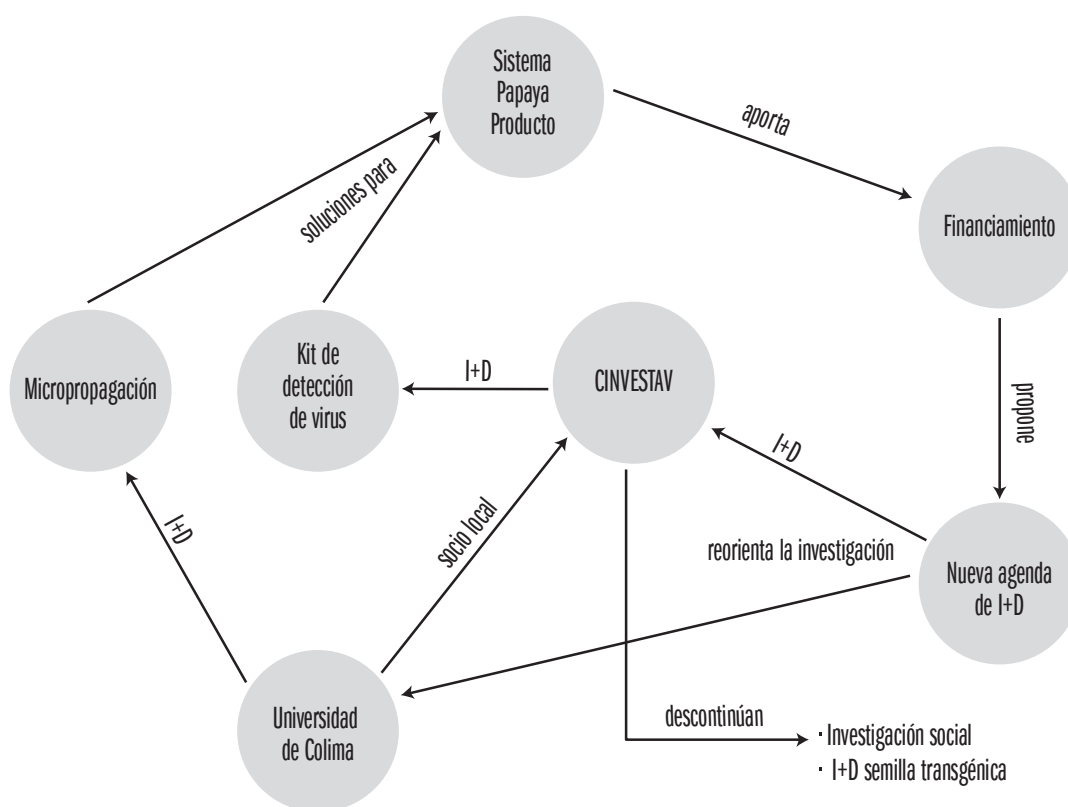 Sistema
Papaya
Producto
aporta
Financiamiento
soluciones para
propone
Micropropagación
Kit de
detección
de virus
I+D
CINVESTAV
I+D
I+D
socio local
reorienta la investigación
Nueva agenda
de I+D
Universidad
de Colima
descontinúan
· Investigación social
· I+D semilla transgénica